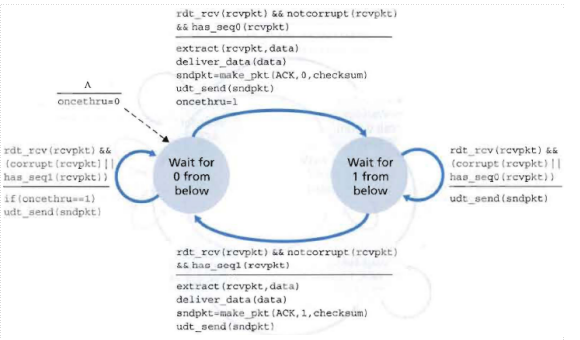 rdt_rcv(rcvpkt) && notcorrupt(rcvpkt)
&& has_seq0(rcvpkt)
extract(rcvpkt,data)
deliver_data(data)
sndpkt=make_pkt(ACK,0,checksum)
udt_send(sndpkt)
oncethru=1
Λ
oncethru=0
rdt_rcv(rcvpkt) &&
(corrupt(rcvpkt)||
has_seq1(rcvpkt))
if(oncethru==1)
udt_send(sndpkt)
Wait for
0 from
below
Wait for
1 from
below
rdt_rcv(rcvpkt) &&
(corrupt(rcvpkt)||
has_seq0(rcvpkt))
udt_send(sndpkt)
rdt_rcv(rcvpkt) && notcorrupt(rcvpkt)
&& has_seq1(rcvpkt)
extract(rcvpkt,data)
deliver_data(data)
sndpkt=make_pkt(ACK,1,checksum)
udt_send(sndpkt)